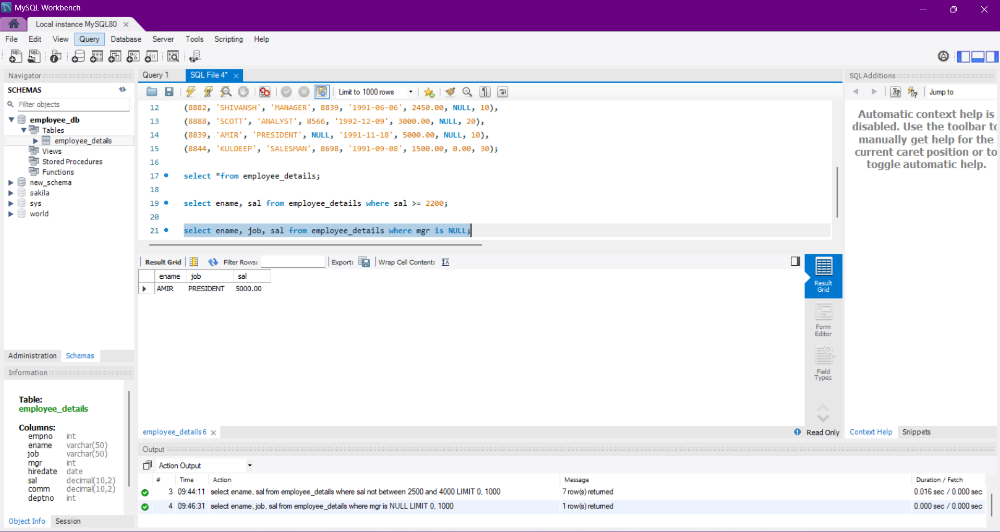 MySQL Workbench
Local instance MySQL80
File Edit View Query Database Server Tools Scripting Help
Navigator
SCHEMAS
Filter objects
employee_db
Tables
employee_details
Views
Stored Procedures
Functions
new_schema
sakila
sys
world
Administration Schemas
Information
Table:
employee_details
Columns:
empno int
ename varchar(50)
job varchar(50)
mgr int
hiredate date
sal decimal(10,2)
comm decimal(10,2)
deptno int
Object Info Session
Query 1 SQL File 4*
Limit to 1000 rows
12 (8882, 'SHIVANSH', 'MANAGER', 8839, '1991-06-06', 2450.00, NULL, 10),
13 (8888, 'SCOTT', 'ANALYST', 8566, '1992-12-09', 3000.00, NULL, 20),
14 (8839, 'AMIR', 'PRESIDENT', NULL, '1991-11-18', 5000.00, NULL, 10),
15 (8844, 'KULDEEP', 'SALESMAN', 8698, '1991-09-08', 1500.00, 0.00, 30);
16
17 select *from employee_details;
18
19 select ename, sal from employee_details where sal >= 2200;
20
21 select ename, job, sal from employee_details where mgr is NULL;
Result Grid Filter Rows: Export: Wrap Cell Content:
ename job sal
AMIR PRESIDENT 5000.00
Result
Grid
Form
Editor
Field
Types
employee_details 6
Read Only
SQLAdditions
Jump to
Automatic context help is
disabled. Use the toolbar to
manually get help for the
current caret position or to
toggle automatic help.
Context Help Snippets
Output
Action Output
# Time Action Message Duration / Fetch
3 09:44:11 select ename, sal from employee_details where sal not between 2500 and 4000 LIMIT 0, 1000 7 row(s) returned 0.016 sec / 0.000 sec
4 09:46:31 select ename, job, sal from employee_details where mgr is NULL LIMIT 0, 1000 1 row(s) returned 0.000 sec / 0.000 sec